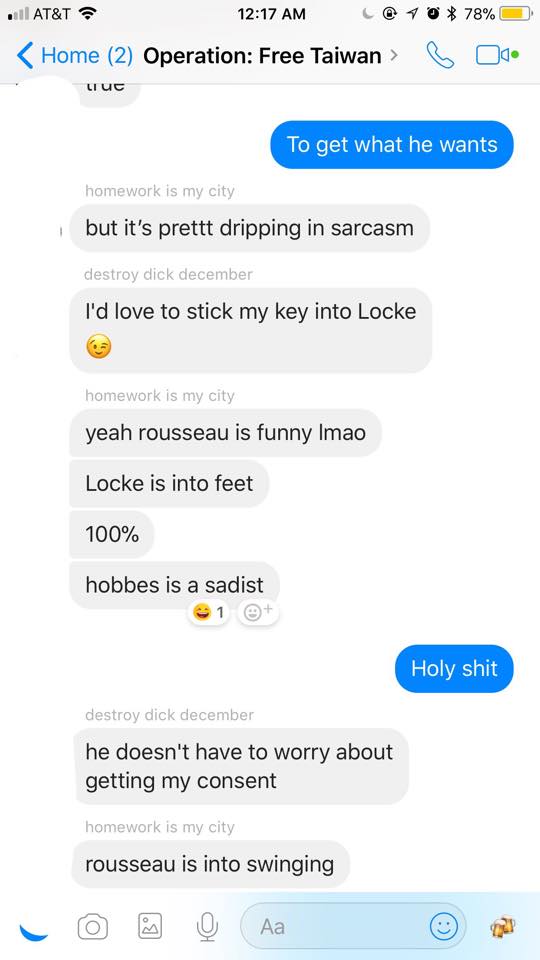 AT&T 12:17 AM 78%
Home (2) Operation: Free Taiwan >
true
To get what he wants
homework is my city
but it’s prettt dripping in sarcasm
destroy dick december
I'd love to stick my key into Locke
😉
homework is my city
yeah rousseau is funny lmao
Locke is into feet
100%
hobbes is a sadist
😄 1
Holy shit
destroy dick december
he doesn't have to worry about
getting my consent
homework is my city
rousseau is into swinging
Aa